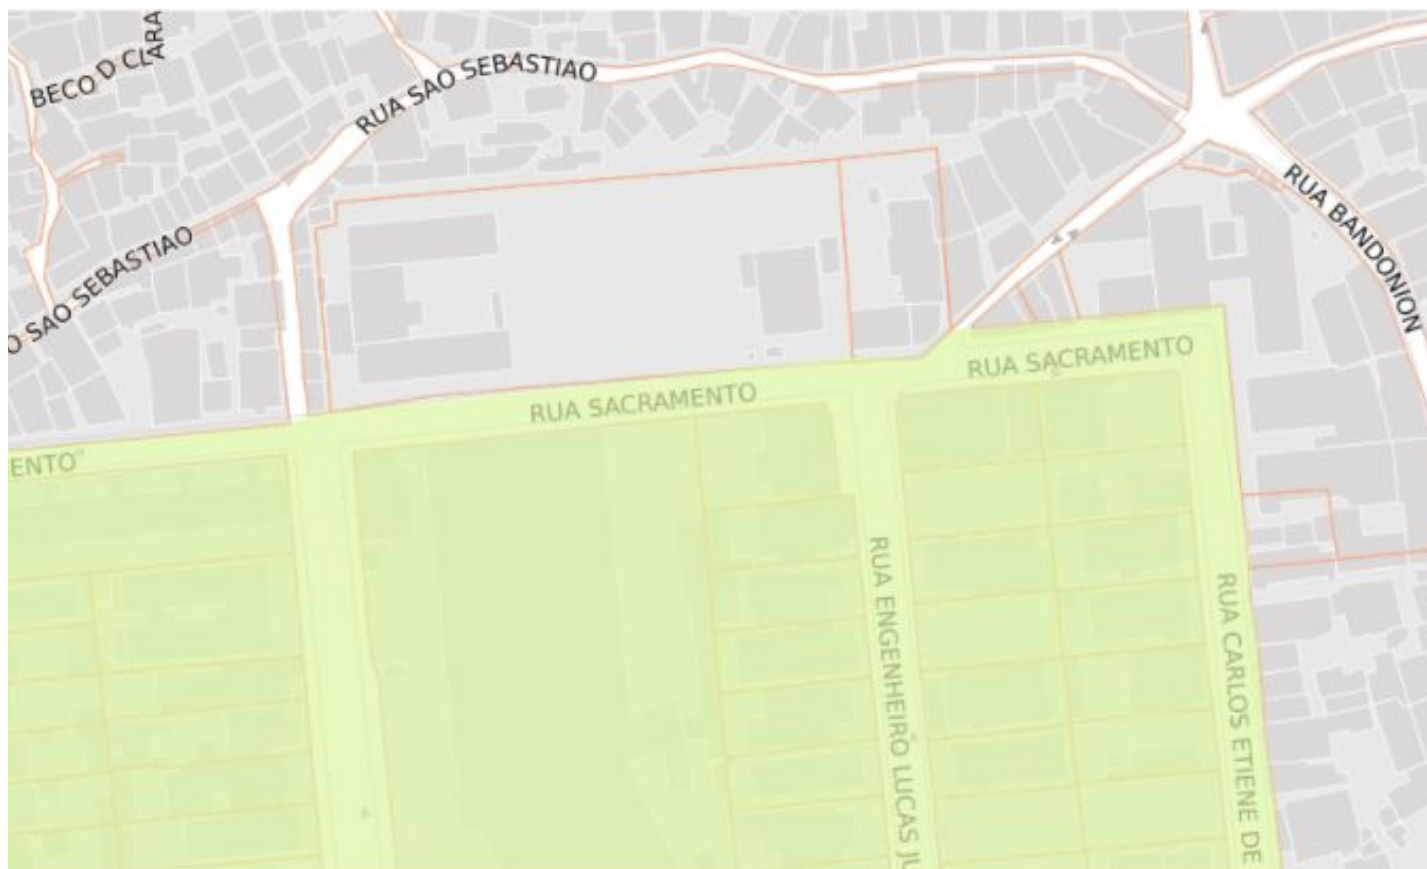 BECO D CLARA
RUA SAO SEBASTIAO
RUA BANDONION
O SAO SEBASTIAO
RUA SACRAMENTO
RUA SACRAMENTO
ENTO
RUA ENGENHEIRO LUCAS JU
RUA CARLOS ETIENE DE